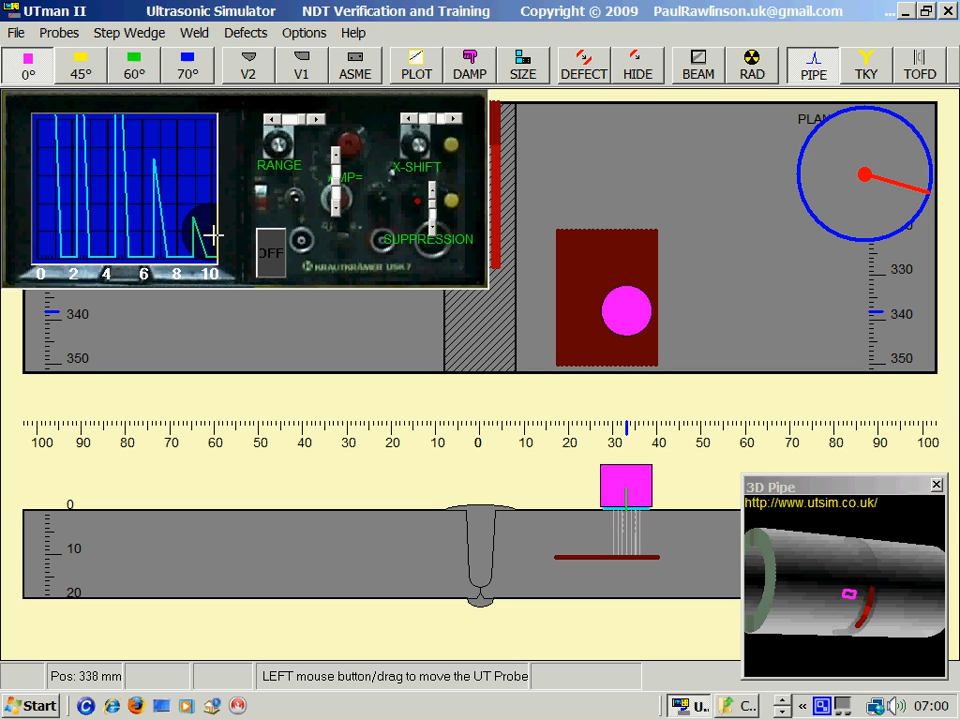 UTman II Ultrasonic Simulator NDT Verification and Training Copyright © 2009 PaulRawlinson.uk@gmail.com ...
File Probes Step Wedge Weld Defects Options Help
0° 45° 60° 70° V2 V1 ASME PLOT DAMP SIZE DEFECT HIDE BEAM RAD PIPE TKY TOFD
PLAN
RANGE X-SHIFT
SUPPRESSION
OFF
KRAUTKRÄMER USK7
0 2 4 6 8 10
330
340 340
350 350
100 90 80 70 60 50 40 30 20 10 0 10 20 30 40 50 60 70 80 90 100
0
10
20
3D Pipe
http://www.utsim.co.uk/
Pos: 338 mm LEFT mouse button/drag to move the UT Probe
Start U.. C.. « 07:00